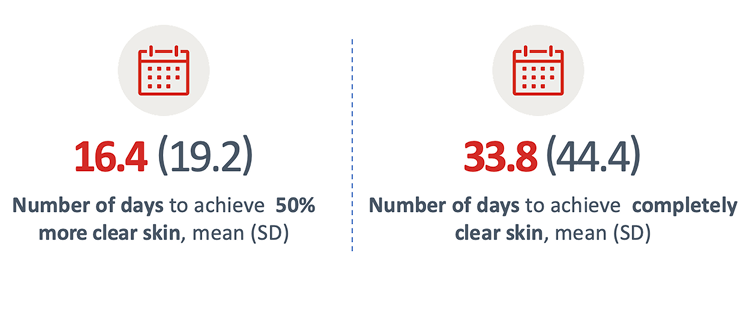 16.4 (19.2)
Number of days to achieve 50%
more clear skin, mean (SD)
33.8 (44.4)
Number of days to achieve completely
clear skin, mean (SD)